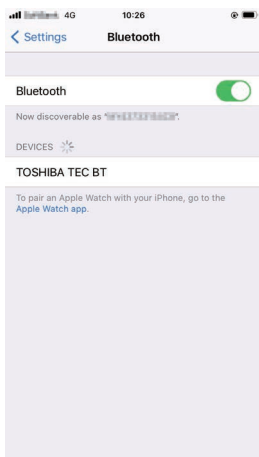 4G 10:26
Settings Bluetooth
Bluetooth
Now discoverable as "
DEVICES
TOSHIBA TEC BT
To pair an Apple Watch with your iPhone, go to the
Apple Watch app.